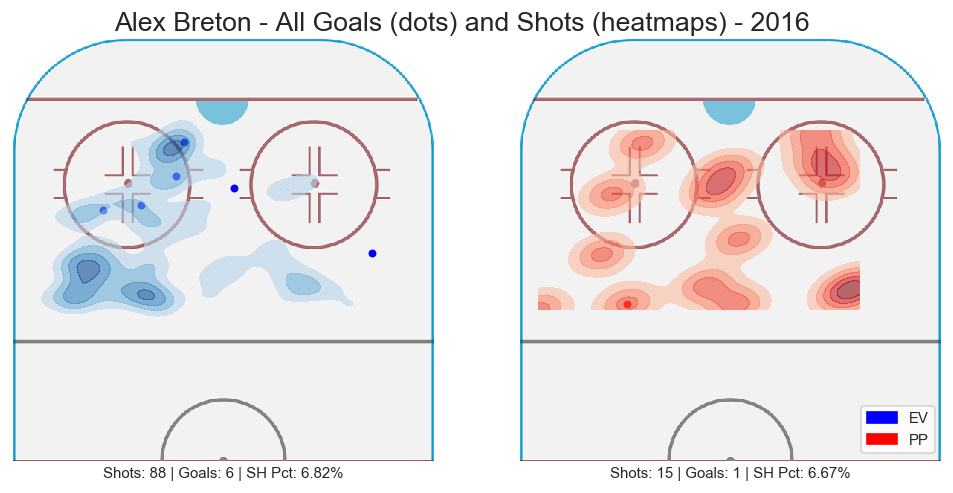 Alex Breton - All Goals (dots) and Shots (heatmaps) - 2016
EV
PP
Shots: 88 | Goals: 6 | SH Pct: 6.82%
Shots: 15 | Goals: 1 | SH Pct: 6.67%